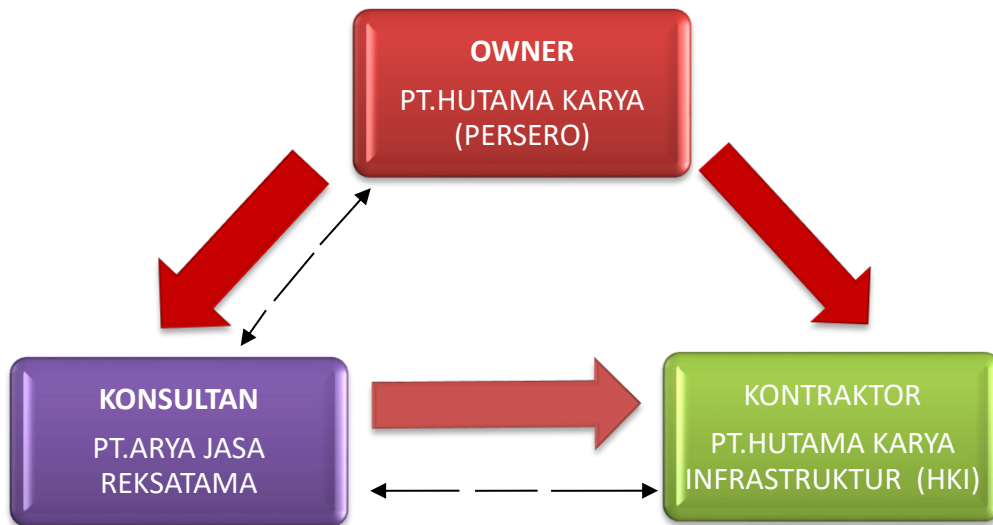 OWNER
PT.HUTAMA KARYA
(PERSERO)
KONSULTAN
PT.ARYA JASA
REKSATAMA
KONTRAKTOR
PT.HUTAMA KARYA
INFRASTRUKTUR (HKI)